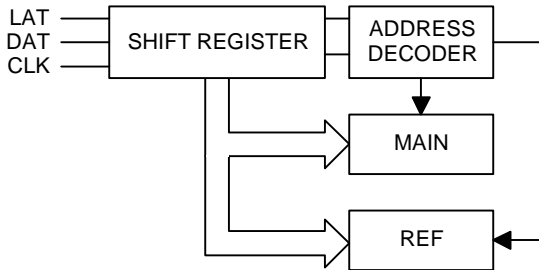 LAT
DAT
CLK
SHIFT REGISTER
ADDRESS
DECODER
MAIN
REF